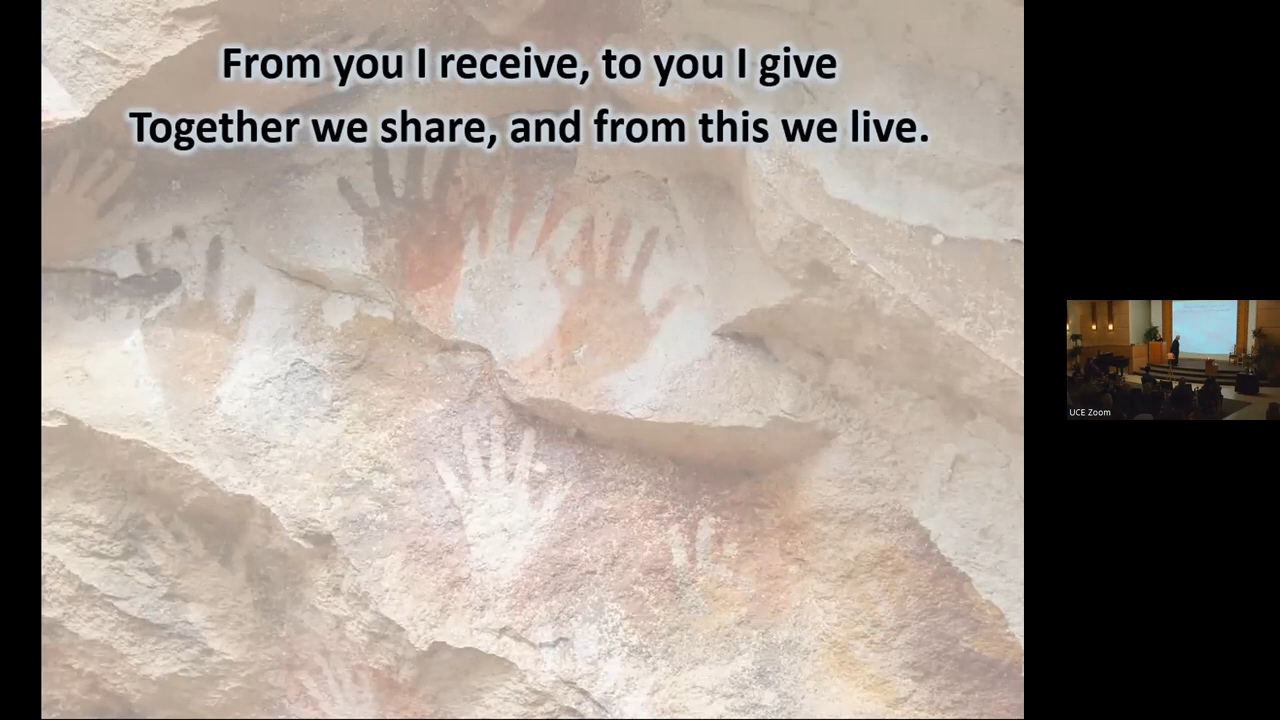 From you I receive, to you I give
Together we share, and from this we live.
UCE Zoom